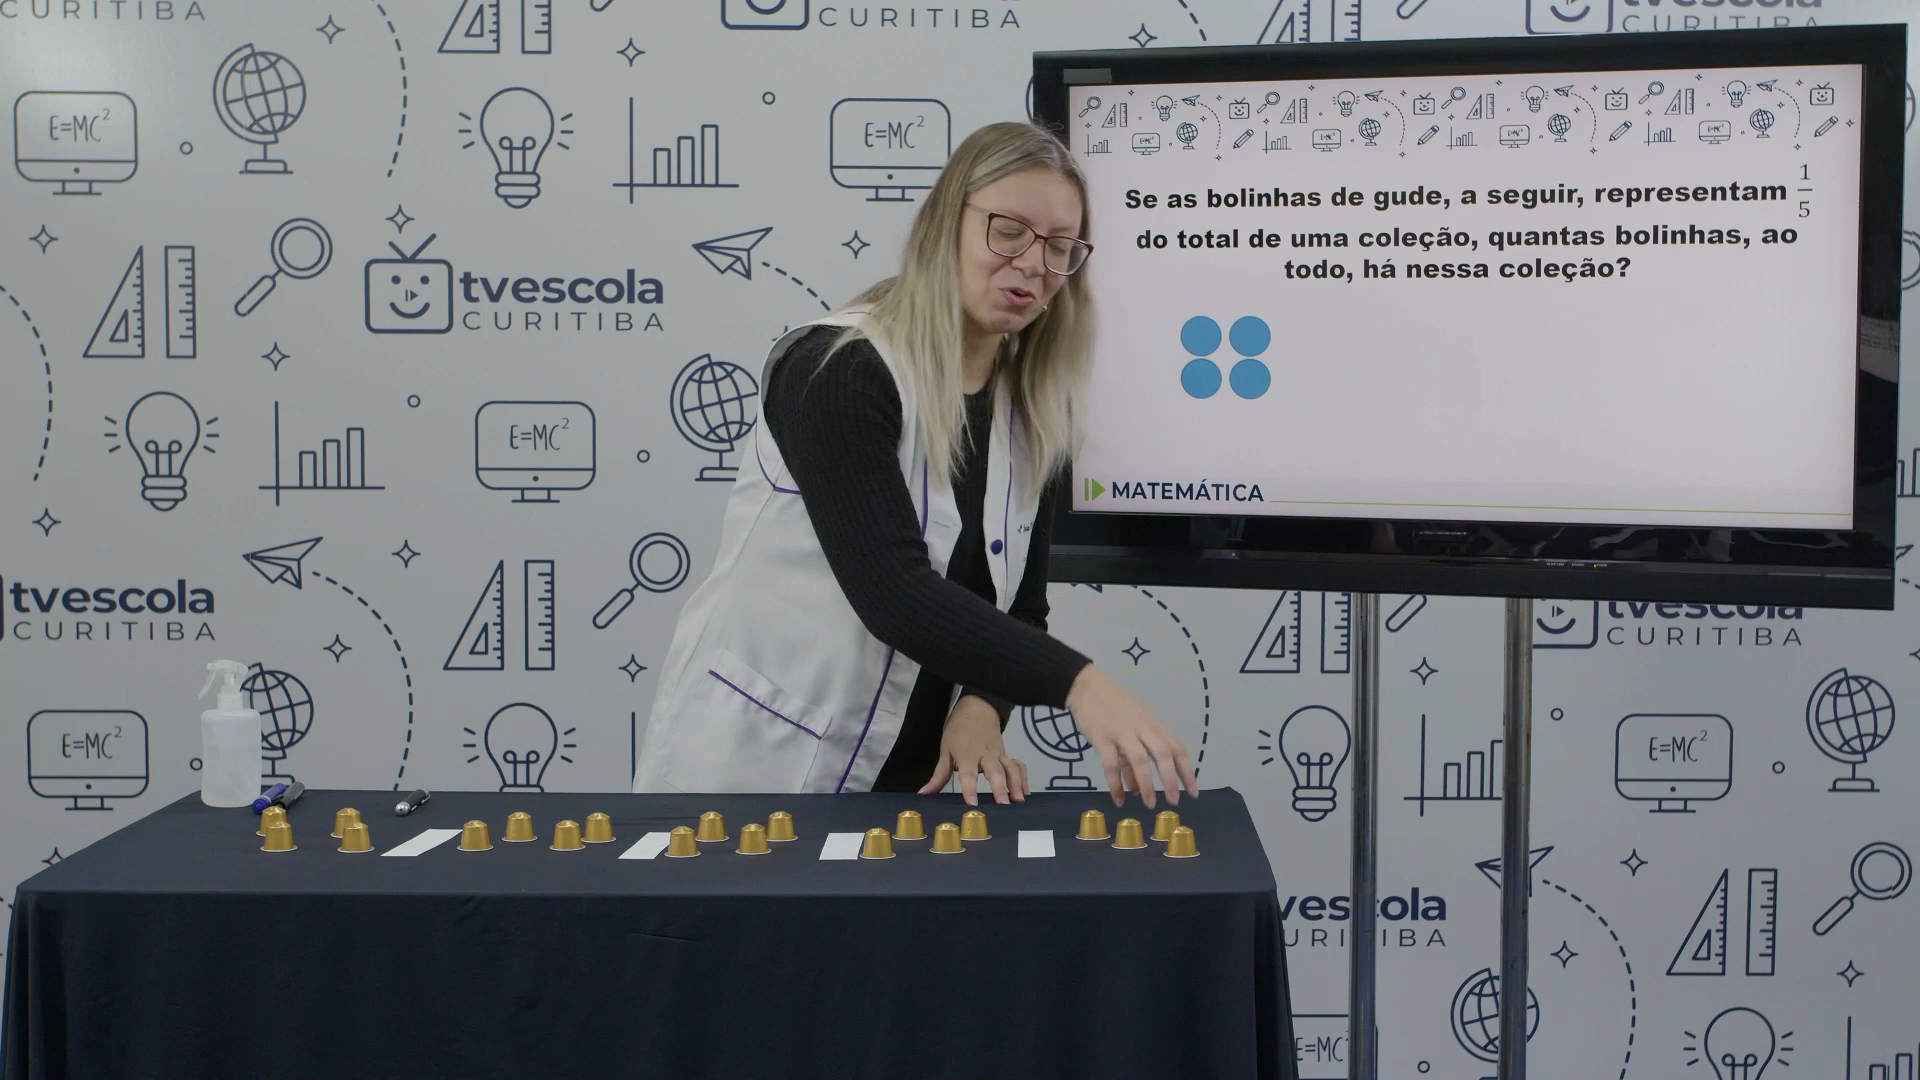 CURITIBA
CURITIBA
CURITIBA
E=MC²
E=MC²
Se as bolinhas de gude, a seguir, representam 1/5
do total de uma coleção, quantas bolinhas, ao
todo, há nessa coleção?
tvescola
CURITIBA
E=MC²
MATEMÁTICA
tvescola
CURITIBA
tvescola
CURITIBA
E=MC²
E=MC²
E=MC²